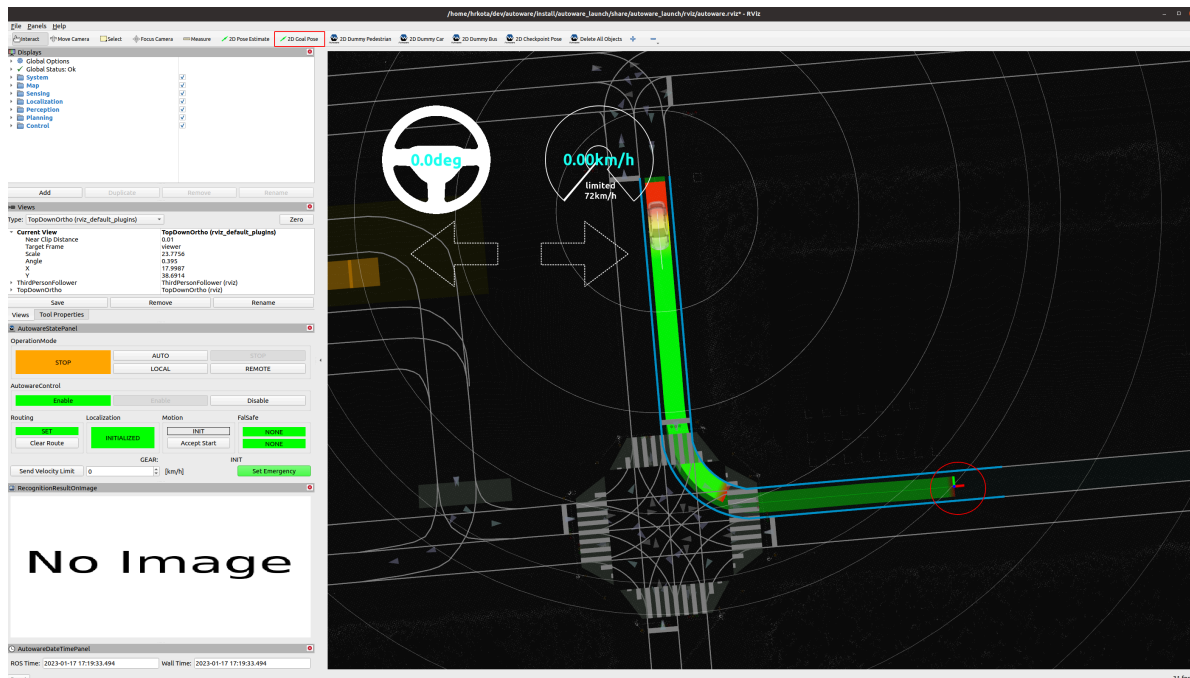 /home/hrkota/dev/autoware/install/autoware_launch/share/autoware_launch/rviz/autoware.rviz* - RViz
File Panels Help
Interact Move Camera Select Focus Camera Measure 2D Pose Estimate 2D Goal Pose 2D Dummy Pedestrian 2D Dummy Car 2D Dummy Bus 2D Checkpoint Pose Delete All Objects
Displays
Global Options
Global Status: Ok
System
Map
Sensing
Localization
Perception
Planning
Control
Add Duplicate Remove Rename
Views
Type: TopDownOrtho (rviz_default_plugins) Zero
Current View TopDownOrtho (rviz_default_plugins)
Near Clip Distance 0.01
Target Frame viewer
Scale 23.7756
Angle 0.395
X 17.9987
Y 38.6914
ThirdPersonFollower ThirdPersonFollower (rviz)
TopDownOrtho TopDownOrtho (rviz)
Save Remove Rename
Views Tool Properties
AutowareStatePanel
OperationMode
STOP AUTO STOP
LOCAL REMOTE
AutowareControl
Enable Enable Disable
Routing Localization Motion FalSafe
SET INITIALIZED INIT NONE
Clear Route Accept Start NONE
GEAR: INIT
Send Velocity Limit 0 [km/h] Set Emergency
RecognitionResultOnImage
No Image
AutowareDateTimePanel
ROS Time: 2023-01-17 17:19:33.494 Wall Time: 2023-01-17 17:19:33.494
0.0deg
0.00km/h
limited
72km/h